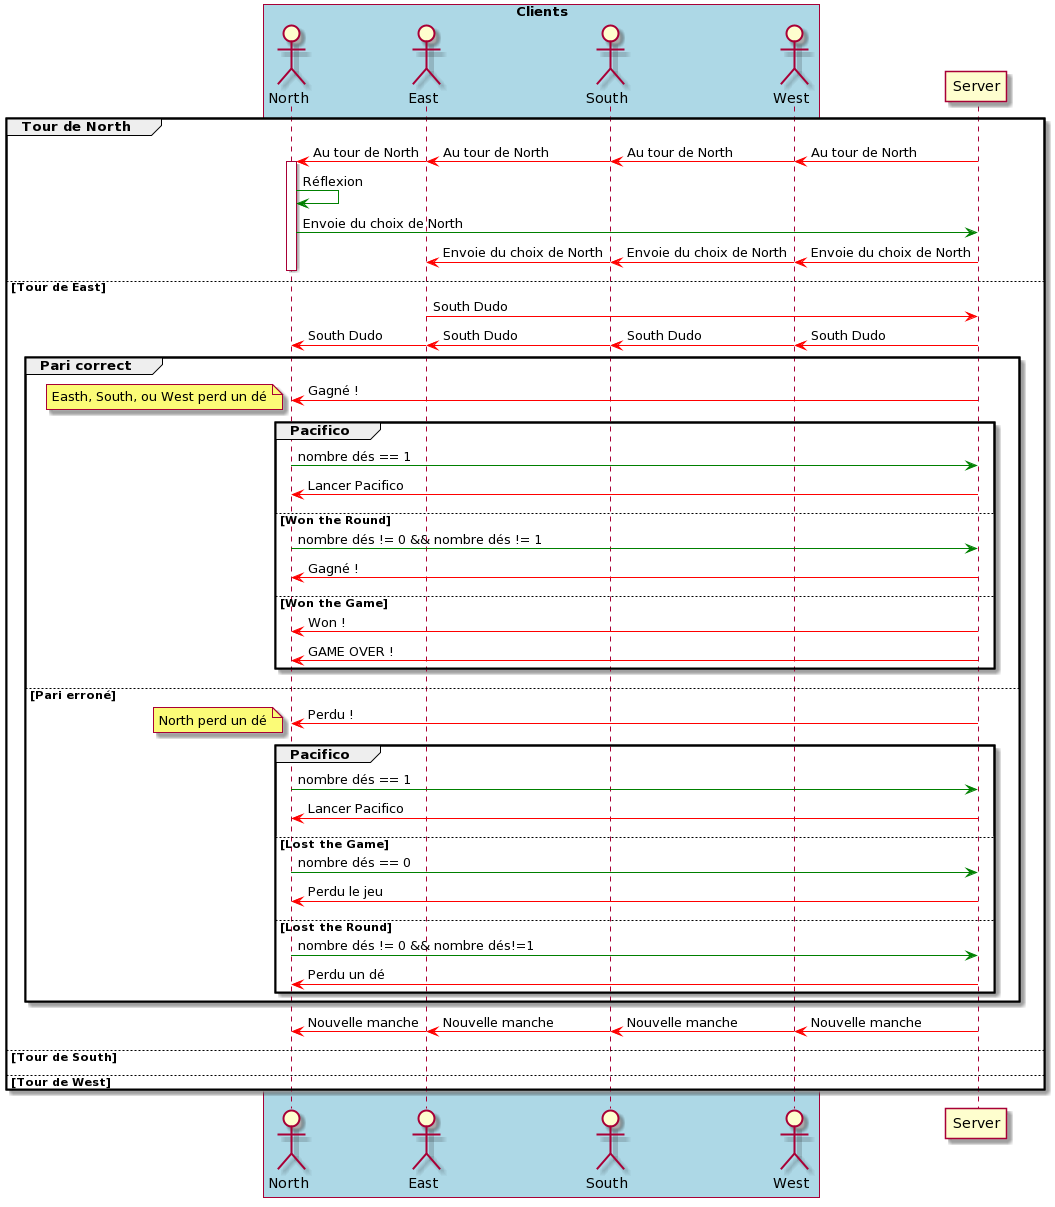 Clients
North East South West Server
Tour de North
Au tour de North Au tour de North Au tour de North Au tour de North
Réflexion
Envoie du choix de North
Envoie du choix de North Envoie du choix de North Envoie du choix de North
[Tour de East]
South Dudo
South Dudo South Dudo South Dudo South Dudo
Pari correct
Easth, South, ou West perd un dé Gagné !
Pacifico
nombre dés == 1
Lancer Pacifico
[Won the Round]
nombre dés != 0 && nombre dés != 1
Gagné !
[Won the Game]
Won !
GAME OVER !
[Pari erroné]
North perd un dé Perdu !
Pacifico
nombre dés == 1
Lancer Pacifico
[Lost the Game]
nombre dés == 0
Perdu le jeu
[Lost the Round]
nombre dés != 0 && nombre dés!=1
Perdu un dé
Nouvelle manche Nouvelle manche Nouvelle manche Nouvelle manche
[Tour de South]
[Tour de West]
North East South West Server